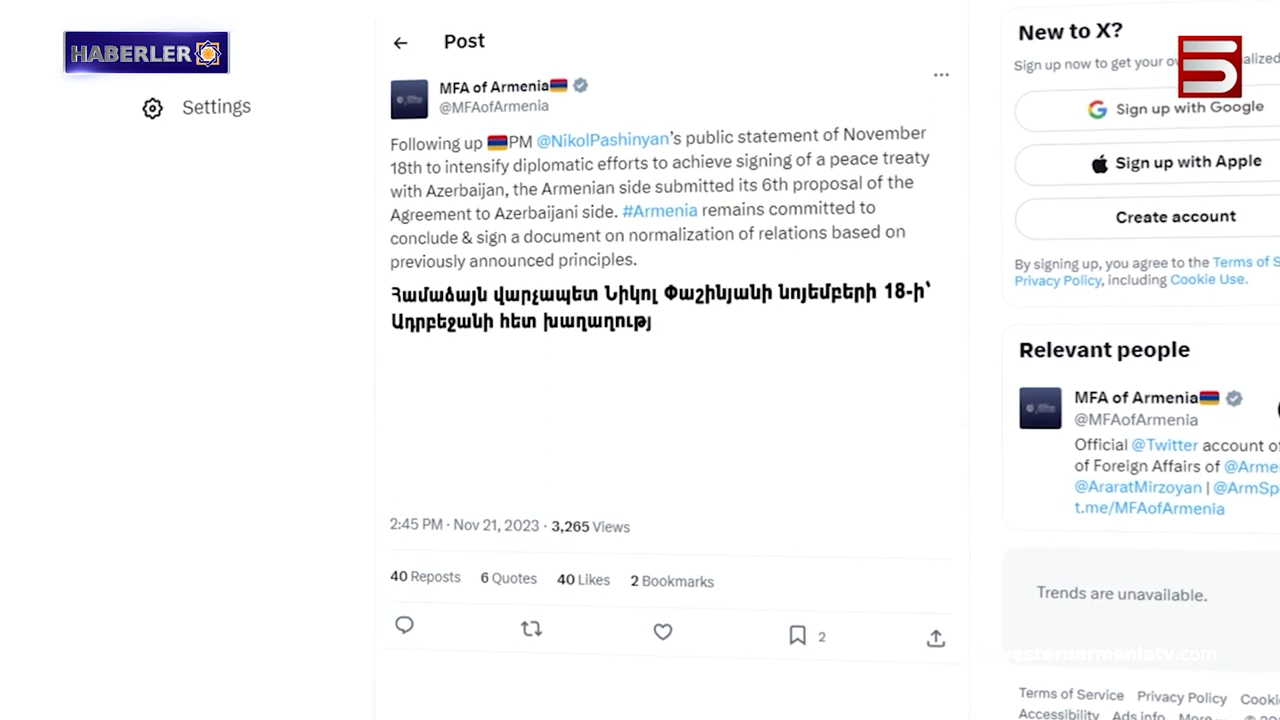 HABERLER
Settings
Post
MFA of Armenia
@MFAofArmenia
Following up PM @NikolPashinyan's public statement of November
18th to intensify diplomatic efforts to achieve signing of a peace treaty
with Azerbaijan, the Armenian side submitted its 6th proposal of the
Agreement to Azerbaijani side. #Armenia remains committed to
conclude & sign a document on normalization of relations based on
previously announced principles.
Համաձայն վարչապետ Նիկոլ Փաշինյանի նոյեմբերի 18-ի՝
Ադրբեջանի հետ խաղաղությ
2:45 PM · Nov 21, 2023 · 3,265 Views
40 Reposts 6 Quotes 40 Likes 2 Bookmarks
2
New to X?
Sign up now to get your
Sign up with Google
Sign up with Apple
Create account
By signing up, you agree to the Terms of S
Privacy Policy, including Cookie Use.
Relevant people
MFA of Armenia
@MFAofArmenia
Official @Twitter account of
of Foreign Affairs of @Arme
@AraratMirzoyan | @ArmSp
t.me/MFAofArmenia
Trends are unavailable.
westernarmeniatv.com
Terms of Service Privacy Policy Cookie
Accessibility Ads info More